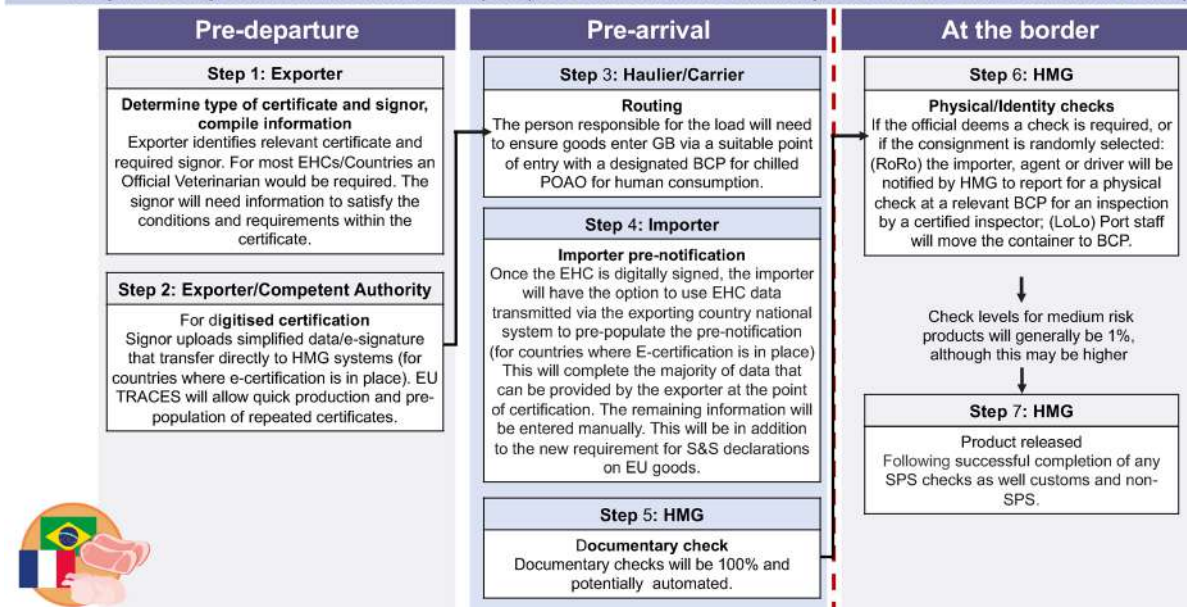 Pre-departure
Step 1: Exporter
Determine type of certificate and signor,
compile information
Exporter identifies relevant certificate and
required signor. For most EHCs/Countries an
Official Veterinarian would be required. The
signor will need information to satisfy the
conditions and requirements within the
certificate.
Step 2: Exporter/Competent Authority
For digitised certification
Signor uploads simplified data/e-signature
that transfer directly to HMG systems (for
countries where e-certification is in place). EU
TRACES will allow quick production and pre-
population of repeated certificates.
Pre-arrival
Step 3: Haulier/Carrier
Routing
The person responsible for the load will need
to ensure goods enter GB via a suitable point
of entry with a designated BCP for chilled
POAO for human consumption.
Step 4: Importer
Importer pre-notification
Once the EHC is digitally signed, the importer
will have the option to use EHC data
transmitted via the exporting country national
system to pre-populate the pre-notification
(for countries where E-certification is in place)
This will complete the majority of data that
can be provided by the exporter at the point
of certification. The remaining information will
be entered manually. This will be in addition
to the new requirement for S&S declarations
on EU goods.
Step 5: HMG
Documentary check
Documentary checks will be 100% and
potentially automated.
At the border
Step 6: HMG
Physical/Identity checks
If the official deems a check is required, or
if the consignment is randomly selected:
(RoRo) the importer, agent or driver will be
notified by HMG to report for a physical
check at a relevant BCP for an inspection
by a certified inspector; (LoLo) Port staff
will move the container to BCP.
Check levels for medium risk
products will generally be 1%,
although this may be higher
Step 7: HMG
Product released
Following successful completion of any
SPS checks as well customs and non-
SPS.